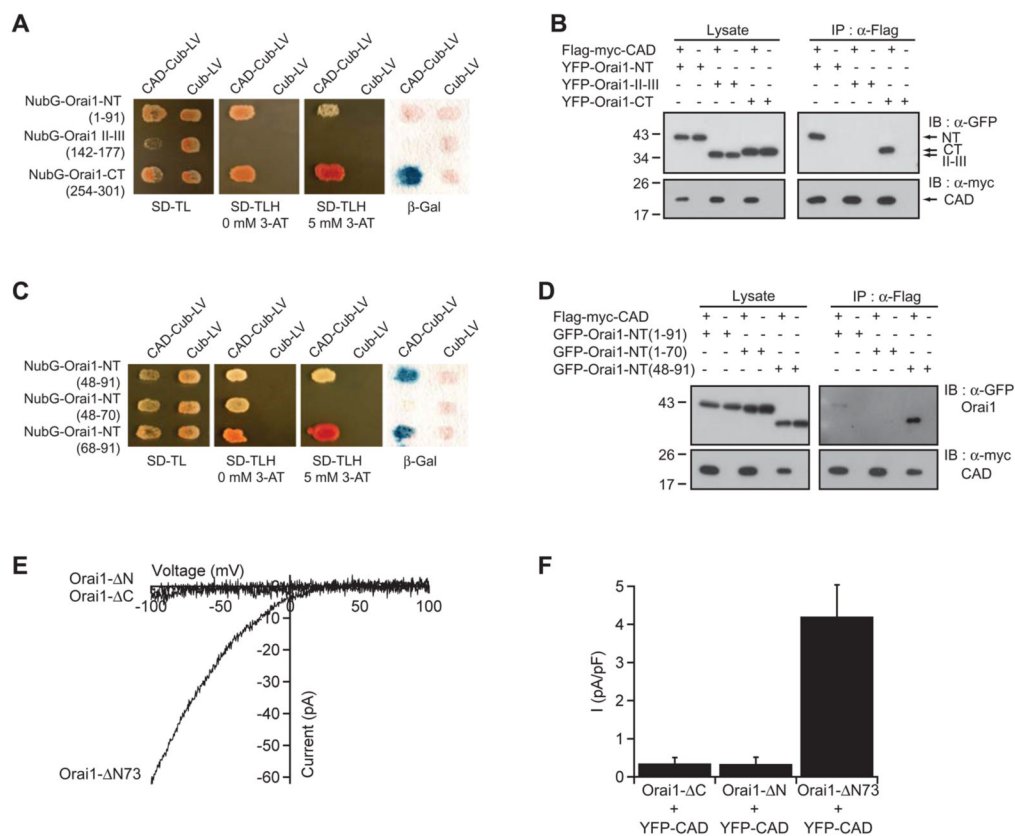 A
CAD-Cub-LV
Cub-LV
CAD-Cub-LV
Cub-LV
CAD-Cub-LV
Cub-LV
CAD-Cub-LV
Cub-LV
NubG-Orai1-NT
(1-91)
NubG-Orai1 II-III
(142-177)
NubG-Orai1-CT
(254-301)
SD-TL
SD-TLH
0 mM 3-AT
SD-TLH
5 mM 3-AT
β-Gal
B
Lysate
IP : α-Flag
Flag-myc-CAD + - + - + - + - + - + -
YFP-Orai1-NT + + - - - - + + - - - -
YFP-Orai1-II-III - - + + - - - - + + - -
YFP-Orai1-CT - - - - + + - - - - + +
IB : α-GFP
43
34
NT
CT
II-III
IB : α-myc
26
17
CAD
C
CAD-Cub-LV
Cub-LV
CAD-Cub-LV
Cub-LV
CAD-Cub-LV
Cub-LV
CAD-Cub-LV
Cub-LV
NubG-Orai1-NT
(48-91)
NubG-Orai1-NT
(48-70)
NubG-Orai1-NT
(68-91)
SD-TL
SD-TLH
0 mM 3-AT
SD-TLH
5 mM 3-AT
β-Gal
D
Lysate
IP : α-Flag
Flag-myc-CAD + - + - + - + - + - + -
GFP-Orai1-NT(1-91) + + - - - - + + - - - -
GFP-Orai1-NT(1-70) - - + + - - - - + + - -
GFP-Orai1-NT(48-91) - - - - + + - - - - + +
43
IB : α-GFP
Orai1
26
17
IB : α-myc
CAD
E
Orai1-ΔN
Orai1-ΔC
Voltage (mV)
-100 -50 0 50 100
0
-10
-20
-30
-40
-50
-60
Current (pA)
Orai1-ΔN73
F
I (pA/pF)
5
4
3
2
1
0
Orai1-ΔC
+
YFP-CAD
Orai1-ΔN
+
YFP-CAD
Orai1-ΔN73
+
YFP-CAD